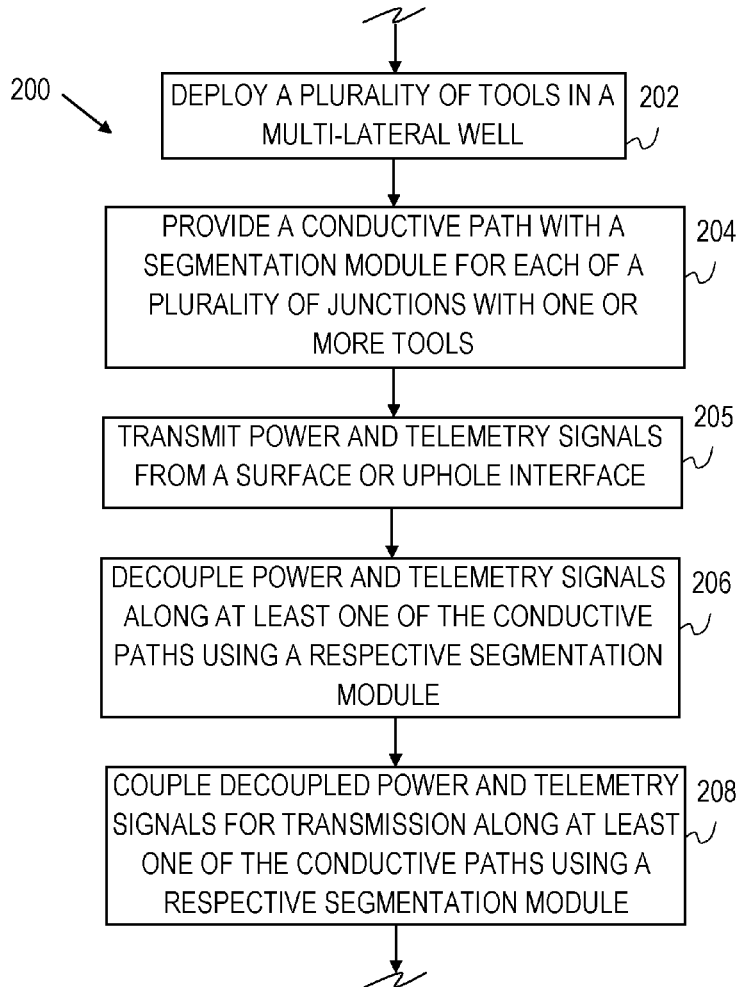 200
DEPLOY A PLURALITY OF TOOLS IN A
MULTI-LATERAL WELL
202
PROVIDE A CONDUCTIVE PATH WITH A
SEGMENTATION MODULE FOR EACH OF A
PLURALITY OF JUNCTIONS WITH ONE OR
MORE TOOLS
204
TRANSMIT POWER AND TELEMETRY SIGNALS
FROM A SURFACE OR UPHOLE INTERFACE
205
DECOUPLE POWER AND TELEMETRY SIGNALS
ALONG AT LEAST ONE OF THE CONDUCTIVE
PATHS USING A RESPECTIVE SEGMENTATION
MODULE
206
COUPLE DECOUPLED POWER AND TELEMETRY
SIGNALS FOR TRANSMISSION ALONG AT LEAST
ONE OF THE CONDUCTIVE PATHS USING A
RESPECTIVE SEGMENTATION MODULE
208